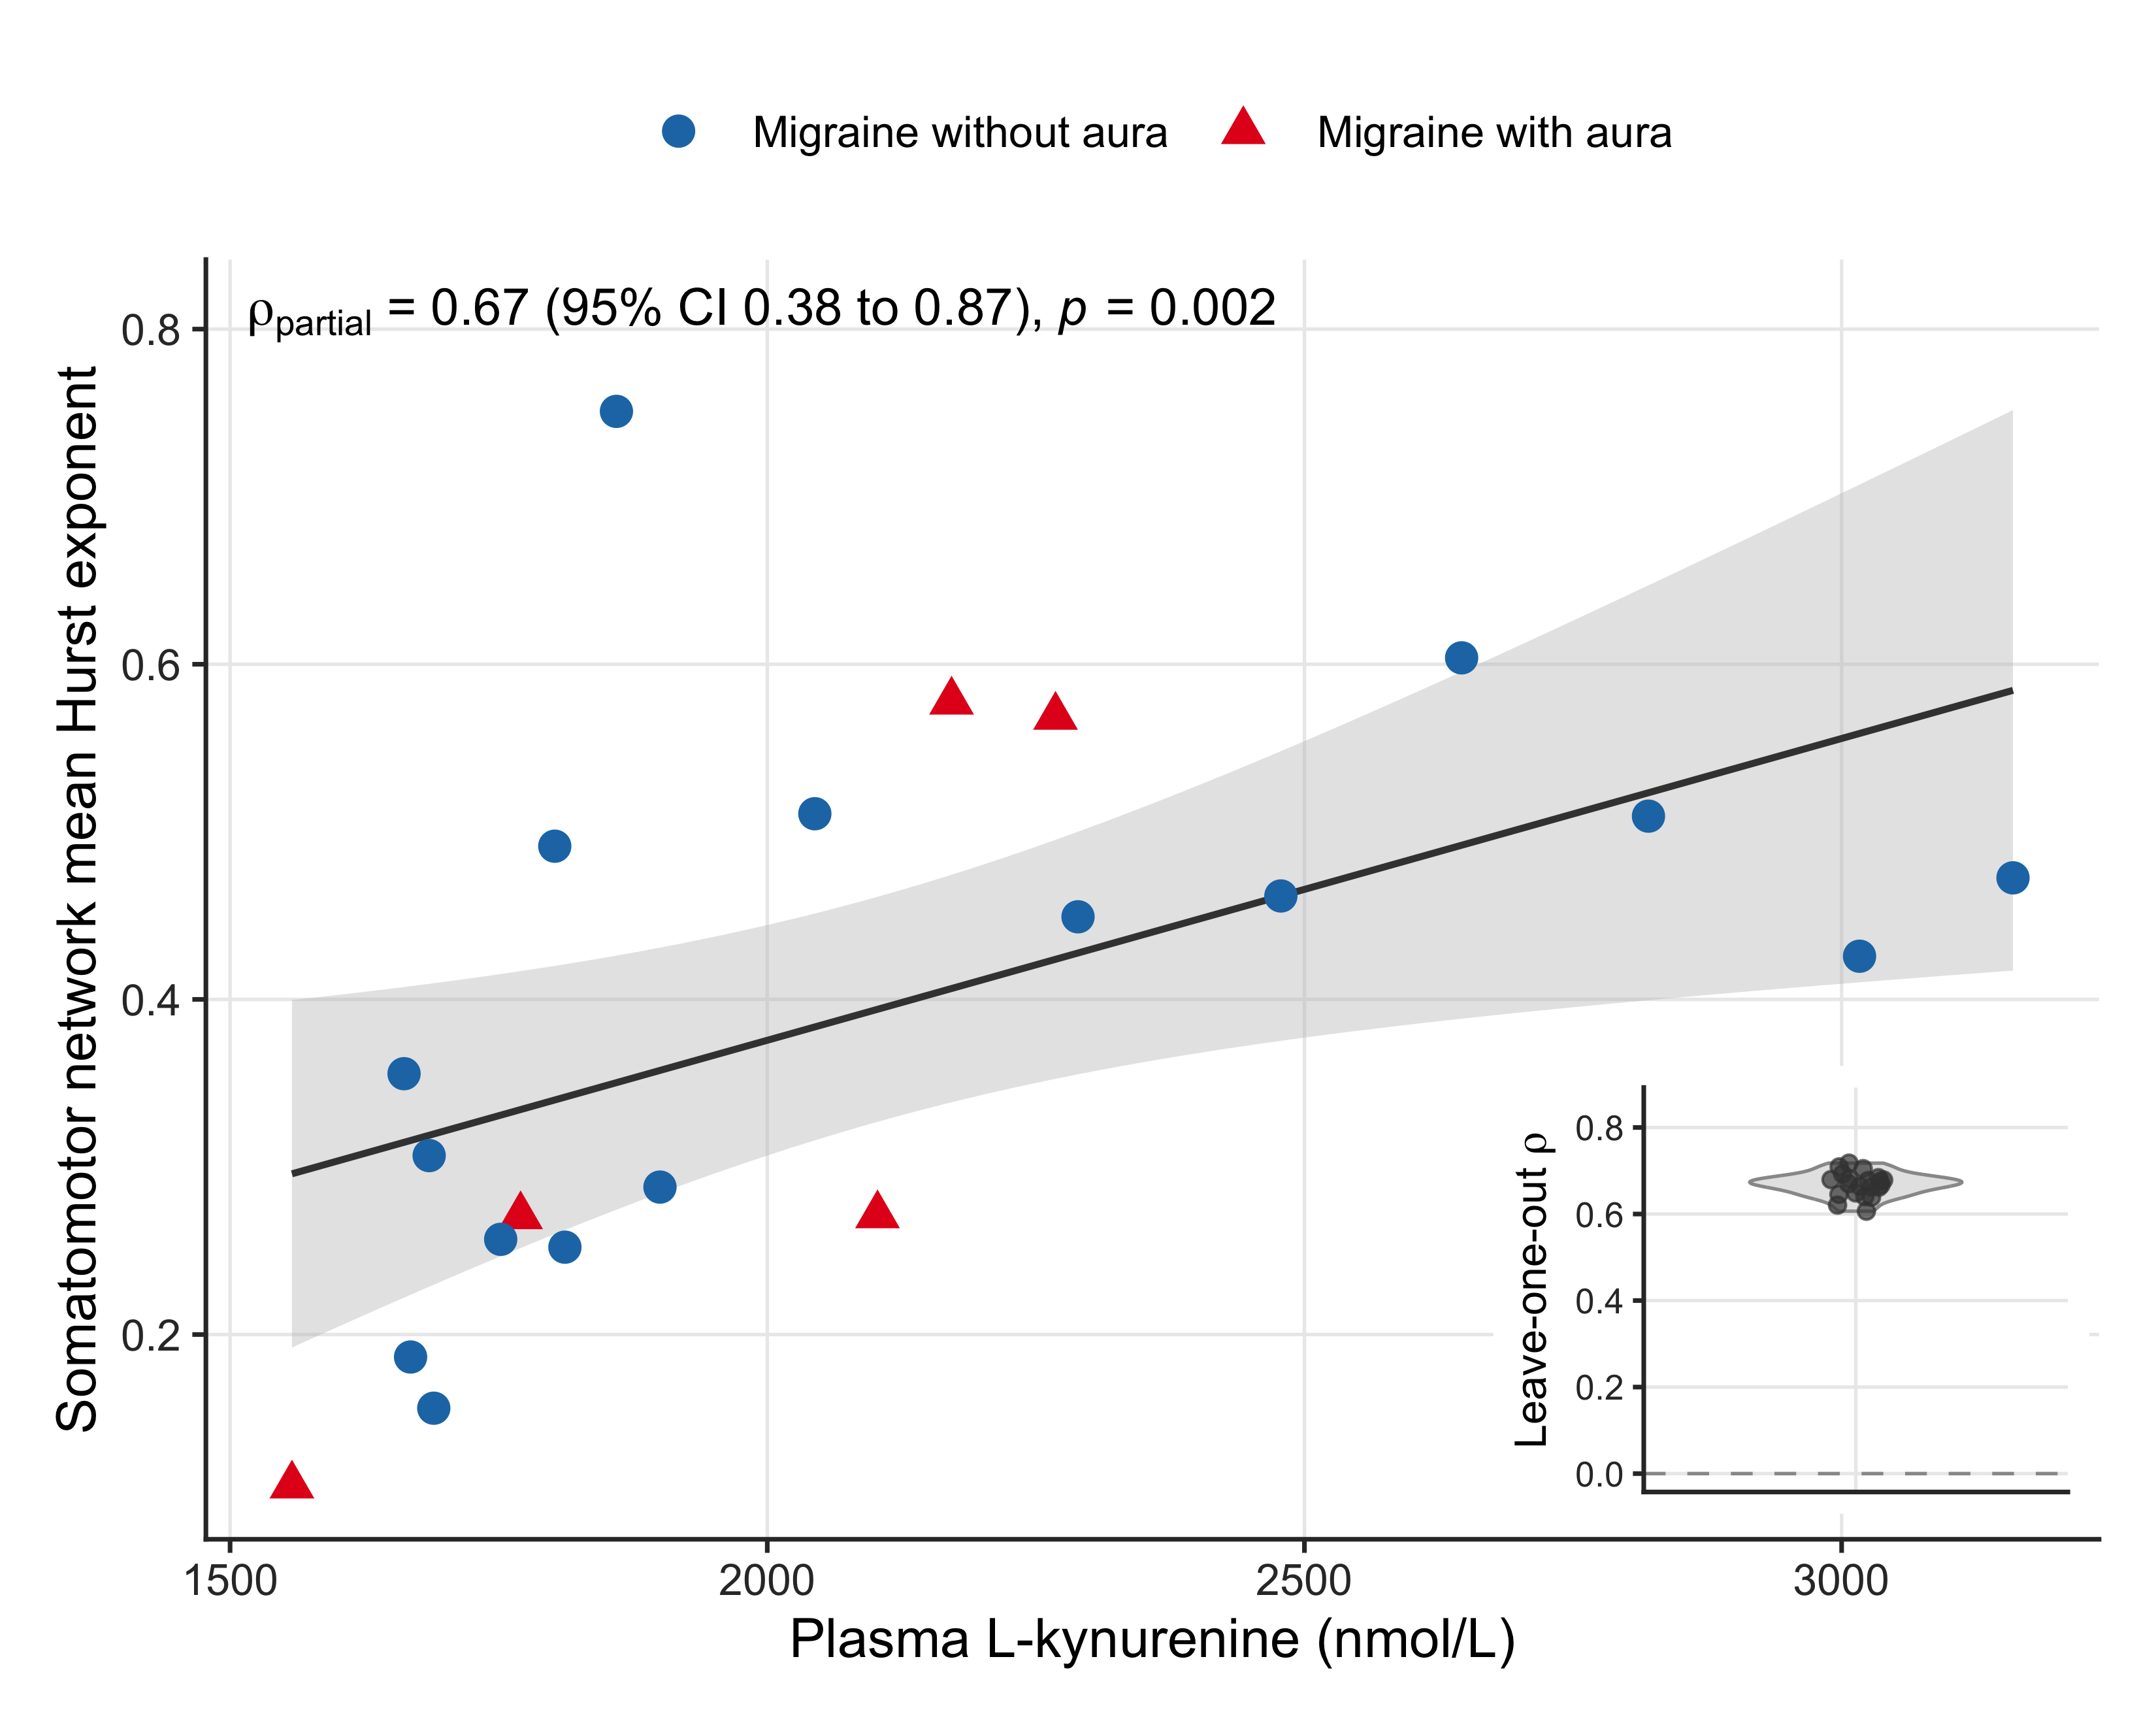 Migraine without aura Migraine with aura
ρpartial = 0.67 (95% CI 0.38 to 0.87), p = 0.002
Somatomotor network mean Hurst exponent
0.8
0.6
0.4
0.2
1500 2000 2500 3000
Plasma L-kynurenine (nmol/L)
Leave-one-out ρ
0.8
0.6
0.4
0.2
0.0